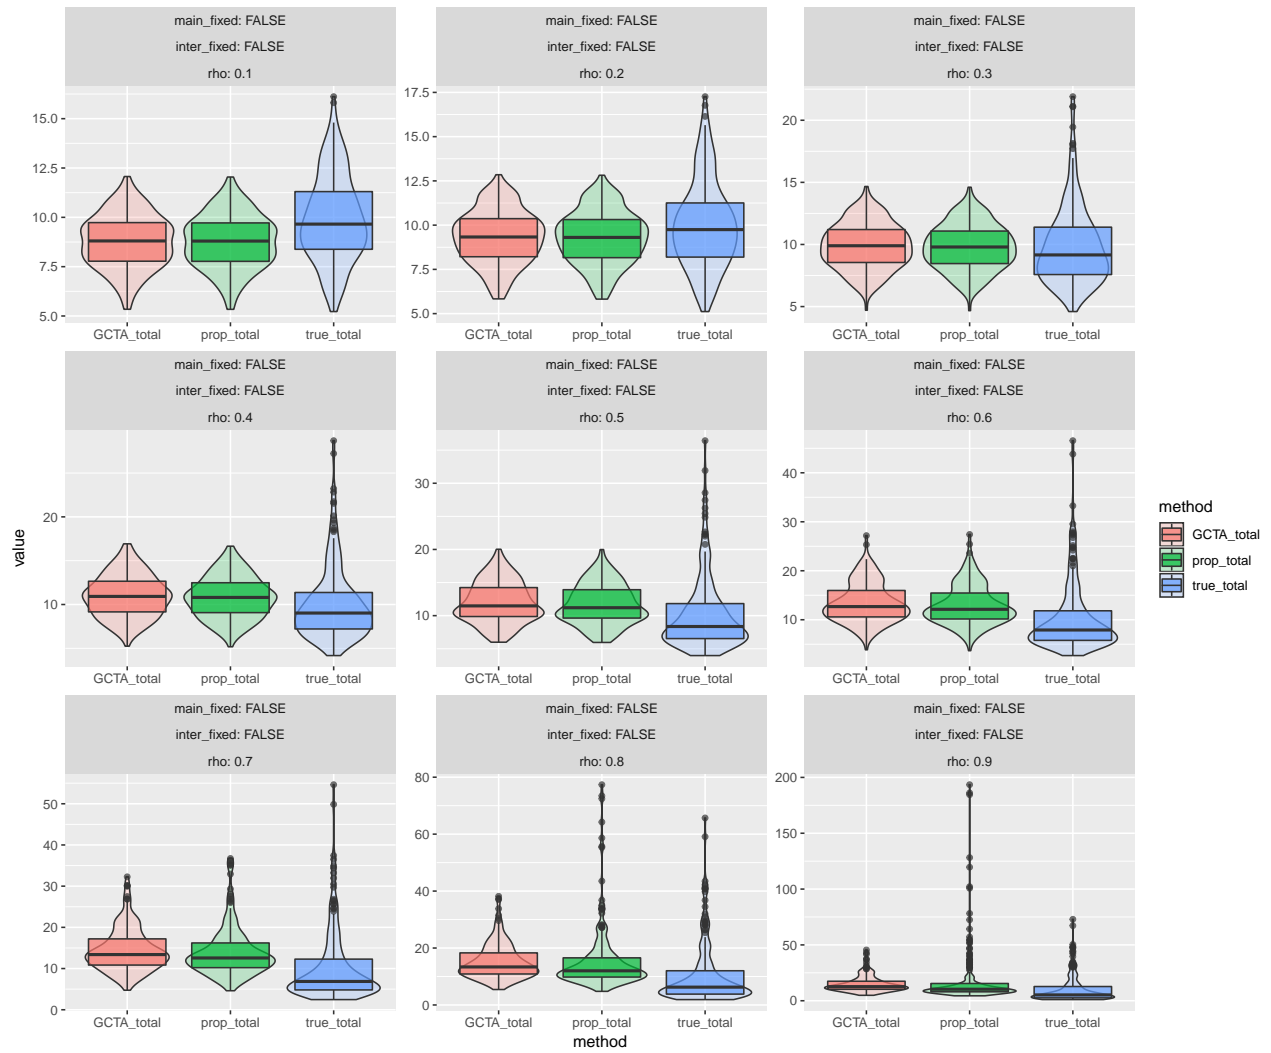 main_fixed: FALSE
inter_fixed: FALSE
rho: 0.1
main_fixed: FALSE
inter_fixed: FALSE
rho: 0.2
main_fixed: FALSE
inter_fixed: FALSE
rho: 0.3
15.0
12.5
10.0
7.5
5.0
17.5
15.0
12.5
10.0
7.5
5.0
20
15
10
5
GCTA_total prop_total true_total
GCTA_total prop_total true_total
GCTA_total prop_total true_total
main_fixed: FALSE
inter_fixed: FALSE
rho: 0.4
main_fixed: FALSE
inter_fixed: FALSE
rho: 0.5
main_fixed: FALSE
inter_fixed: FALSE
rho: 0.6
value
20
10
30
20
10
40
30
20
10
GCTA_total prop_total true_total
GCTA_total prop_total true_total
GCTA_total prop_total true_total
main_fixed: FALSE
inter_fixed: FALSE
rho: 0.7
main_fixed: FALSE
inter_fixed: FALSE
rho: 0.8
main_fixed: FALSE
inter_fixed: FALSE
rho: 0.9
50
40
30
20
10
0
80
60
40
20
0
200
150
100
50
0
GCTA_total prop_total true_total
GCTA_total prop_total true_total
GCTA_total prop_total true_total
method
method
GCTA_total
prop_total
true_total